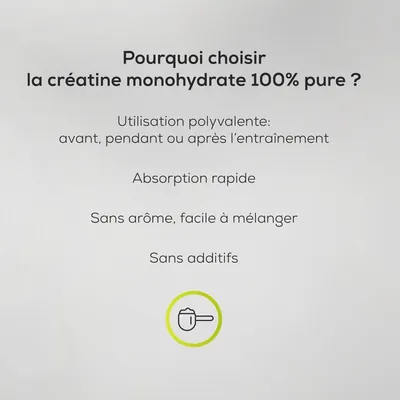 Pourquoi choisir
la créatine monohydrate 100% pure ?
Utilisation polyvalente:
avant, pendant ou après l’entraînement
Absorption rapide
Sans arôme, facile à mélanger
Sans additifs